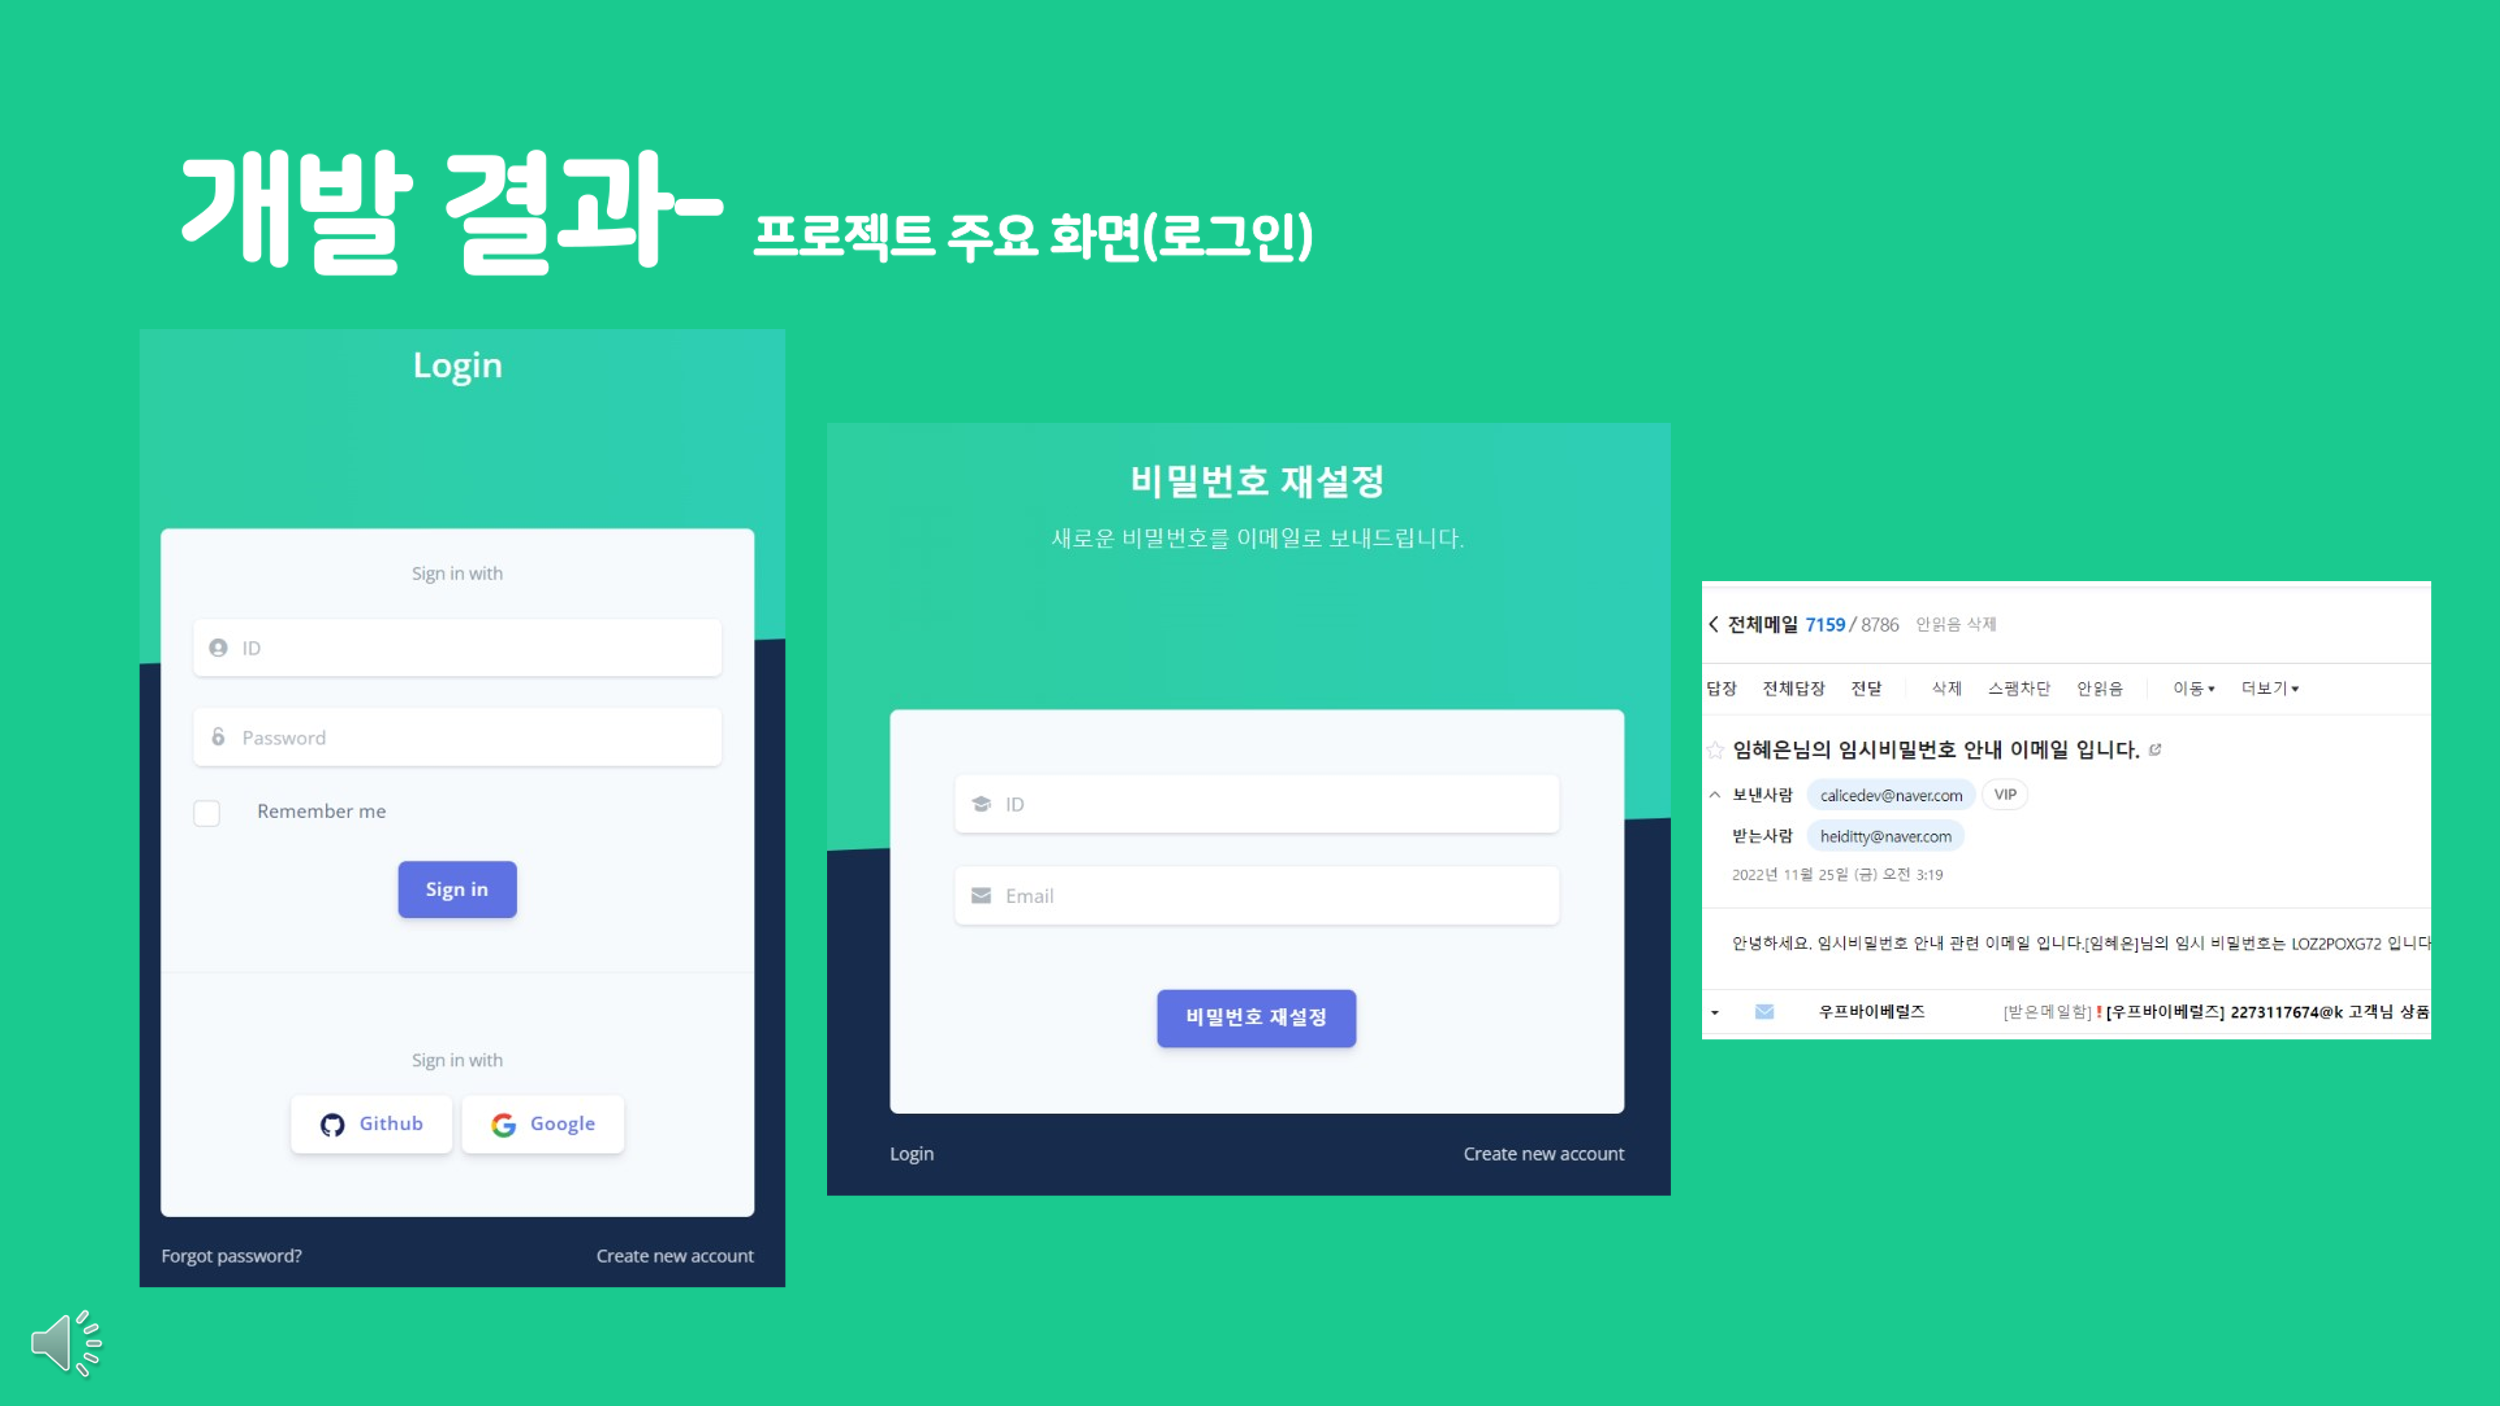 개발 결과- 프로젝트 주요 화면(로그인)
Login
Sign in with
ID
Password
Remember me
Sign in
Sign in with
Github
Google
Forgot password?
Create new account
비밀번호 재설정
새로운 비밀번호를 이메일로 보내드립니다.
ID
Email
비밀번호 재설정
Login
Create new account
전체메일 7159 / 8786 안읽음 삭제
답장 전체답장 전달 삭제 스팸차단 안읽음 이동 더보기
임혜은님의 임시비밀번호 안내 이메일 입니다.
보낸사람 calicedev@naver.com VIP
받는사람 heiditty@naver.com
2022년 11월 25일 (금) 오전 3:19
안녕하세요. 임시비밀번호 안내 관련 이메일 입니다.[임혜은]님의 임시 비밀번호는 LOZ2POXG72 입니다
우프바이베럴즈 [받은메일함] ! [우프바이베럴즈] 2273117674@k 고객님 상품